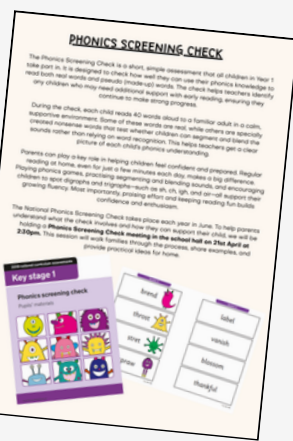 PHONICS SCREENING CHECK
The Phonics Screening Check is a short, simple assessment that all children in Year 1
take part in. It is designed to check how well they can use their phonics knowledge to
read both real words and pseudo (made-up) words. The check helps teachers identify
any children who may need additional support with early reading, ensuring they
continue to make strong progress.
During the check, each child reads 40 words aloud to a familiar adult in a calm,
supportive environment. Some of these words are real, while others are specially
created nonsense words that test whether children can segment and blend the
sounds rather than relying on word recognition. This helps teachers get a clear
picture of each child's phonics understanding.
Parents can play a key role in helping children feel confident and prepared. Regular
reading at home, even for just a few minutes each day, makes a big difference.
Playing phonics games, practising segmenting and blending sounds, and encouraging
children to spot digraphs and trigraphs—such as sh, ch, igh, and air—all support their
growing fluency. Most importantly, praising effort and keeping reading fun builds
confidence and enthusiasm.
The National Phonics Screening Check takes place each year in June. To help parents
understand what the check involves and how they can support their child, we will be
holding a Phonics Screening Check meeting in the school hall on 21st April at
2:30pm. This session will walk families through the process, share examples, and
provide practical ideas for home.
Key stage 1
Phonics screening check
Pupils' materials
brend
throst
stret
label
vanish
blossom
thankful